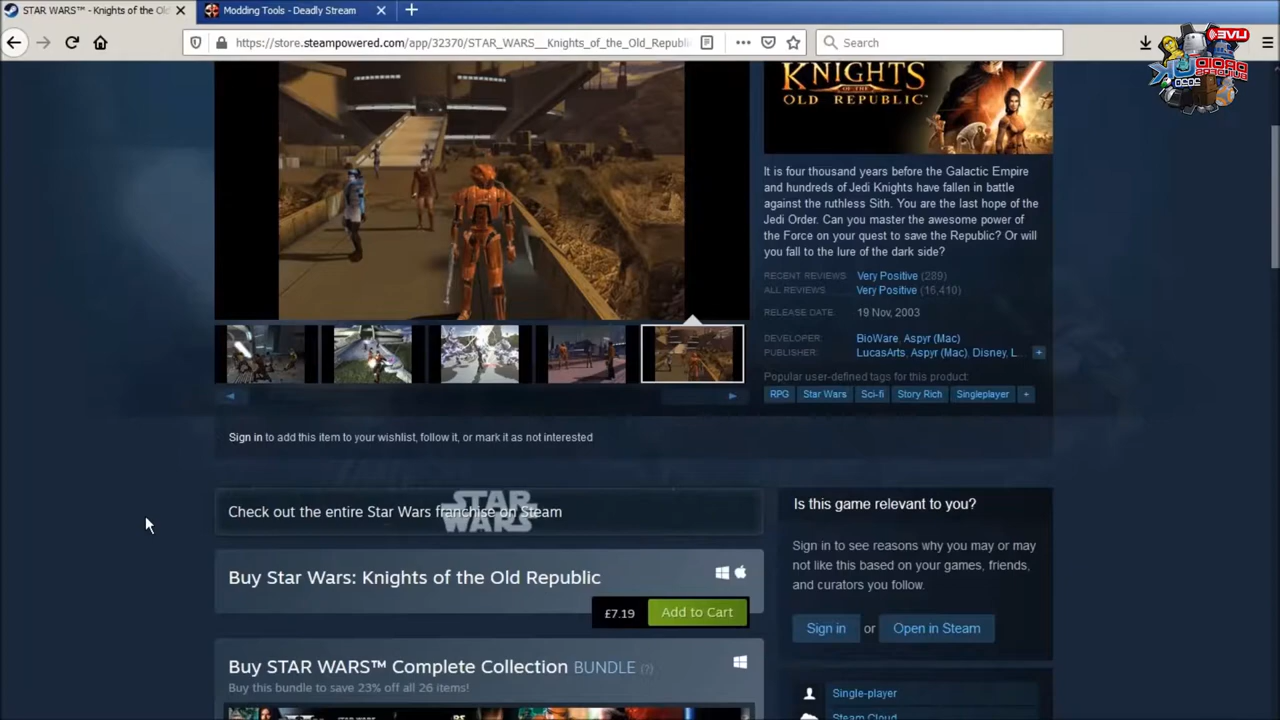 STAR WARS™ - Knights of the Ol
Modding Tools - Deadly Stream
https://store.steampowered.com/app/32370/STAR_WARS__Knights_of_the_Old_Republi
Search
KNIGHTS
OF THE
OLD REPUBLIC
It is four thousand years before the Galactic Empire
and hundreds of Jedi Knights have fallen in battle
against the ruthless Sith. You are the last hope of the
Jedi Order. Can you master the awesome power of
the Force on your quest to save the Republic? Or will
you fall to the lure of the dark side?
RECENT REVIEWS: Very Positive (289)
ALL REVIEWS: Very Positive (16,410)
RELEASE DATE: 19 Nov, 2003
DEVELOPER: BioWare, Aspyr (Mac)
PUBLISHER: LucasArts, Aspyr (Mac), Disney, L... +
Popular user-defined tags for this product:
RPG Star Wars Sci-fi Story Rich Singleplayer +
Sign in to add this item to your wishlist, follow it, or mark it as not interested
STAR WARS
Check out the entire Star Wars franchise on Steam
Is this game relevant to you?
Sign in to see reasons why you may or may
not like this based on your games, friends,
and curators you follow.
Sign in or Open in Steam
Buy Star Wars: Knights of the Old Republic
£7.19 Add to Cart
Buy STAR WARS™ Complete Collection BUNDLE (?)
Buy this bundle to save 23% off all 26 items!
Single-player
Steam Cloud